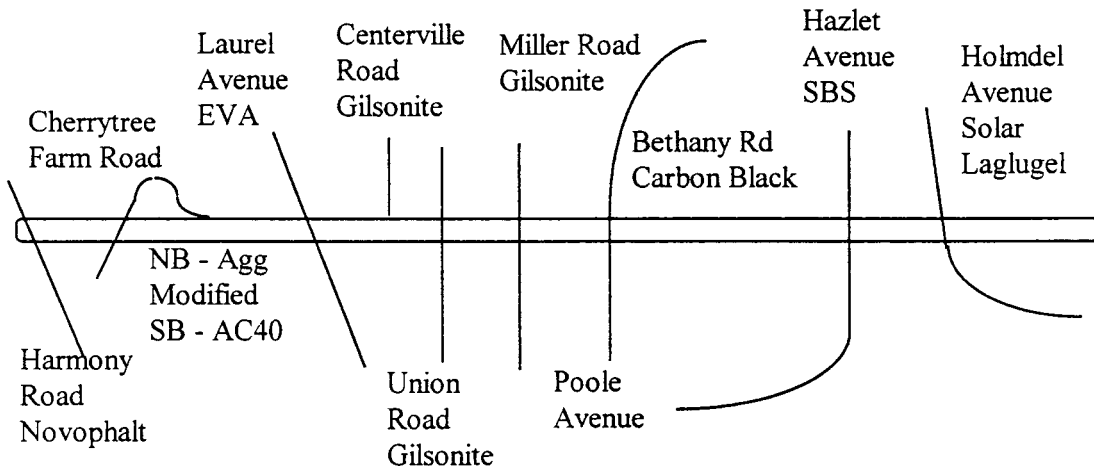 Laurel
Avenue
EVA
Centerville
Road
Gilsonite
Miller Road
Gilsonite
Hazlet
Avenue
SBS
Holmdel
Avenue
Solar
Laglugel
Cherrytree
Farm Road
Bethany Rd
Carbon Black
NB - Agg
Modified
SB - AC40
Harmony
Road
Novophalt
Union
Road
Gilsonite
Poole
Avenue